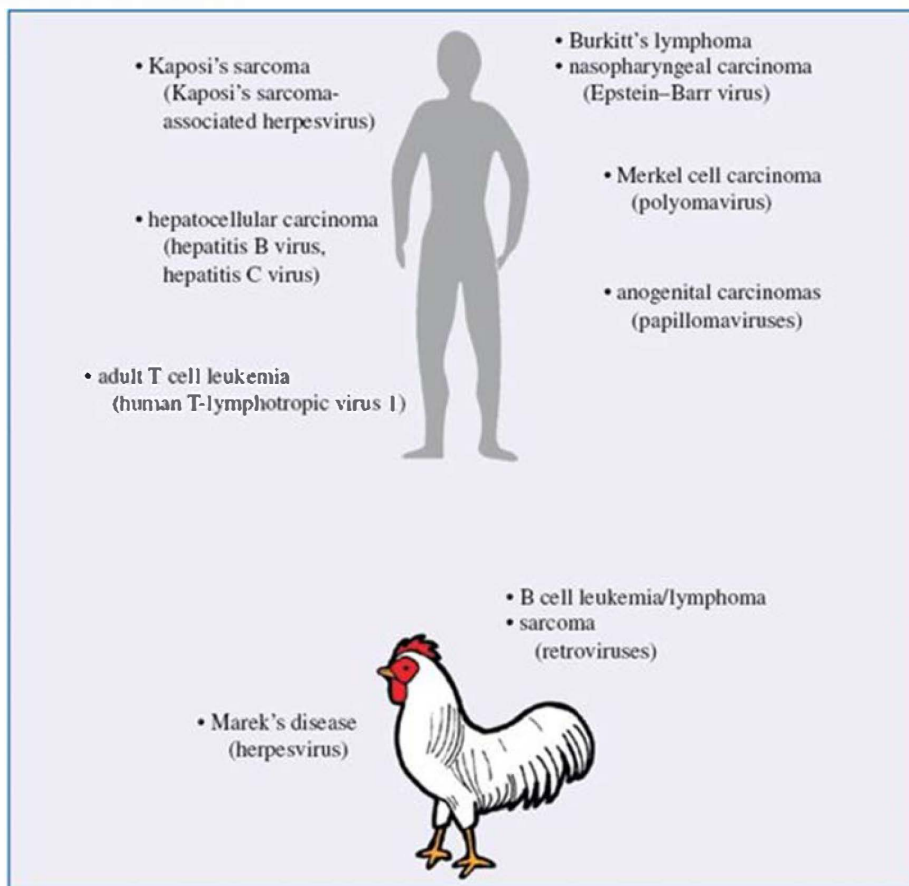 • Kaposi's sarcoma
(Kaposi's sarcoma-
associated herpesvirus)
• hepatocellular carcinoma
(hepatitis B virus,
hepatitis C virus)
• adult T cell leukemia
(human T-lymphotropic virus 1)
• Burkitt's lymphoma
• nasopharyngeal carcinoma
(Epstein–Barr virus)
• Merkel cell carcinoma
(polyomavirus)
• anogenital carcinomas
(papillomaviruses)
• B cell leukemia/lymphoma
• sarcoma
(retroviruses)
• Marek's disease
(herpesvirus)